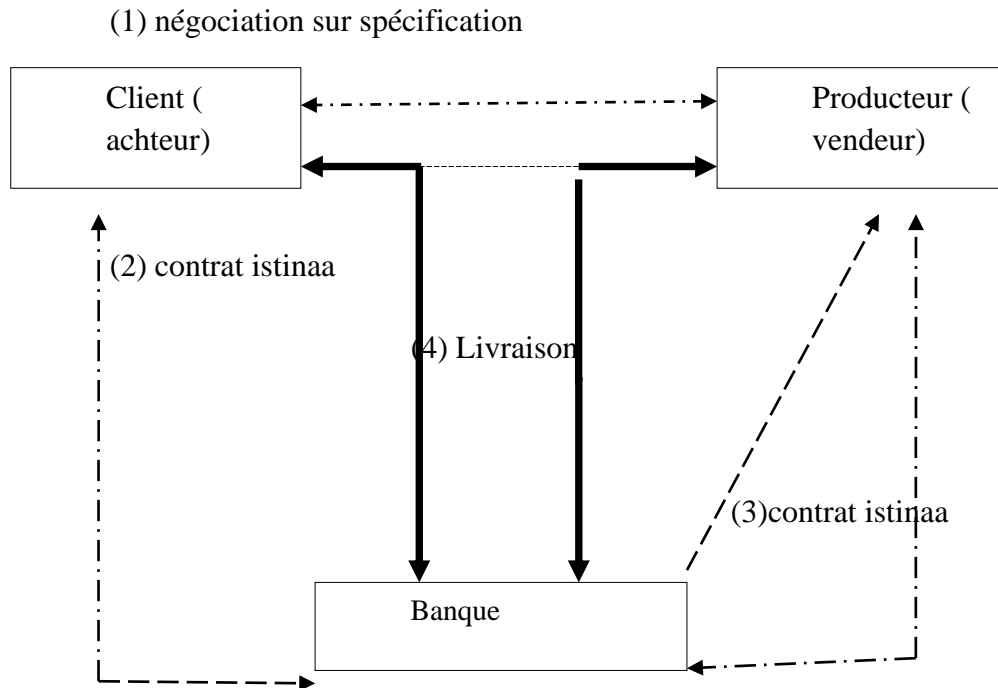 (1) négociation sur spécification
Client (
achteur)
Producteur (
vendeur)
(2) contrat istinaa
(4) Livraison
(3)contrat istinaa
Banque